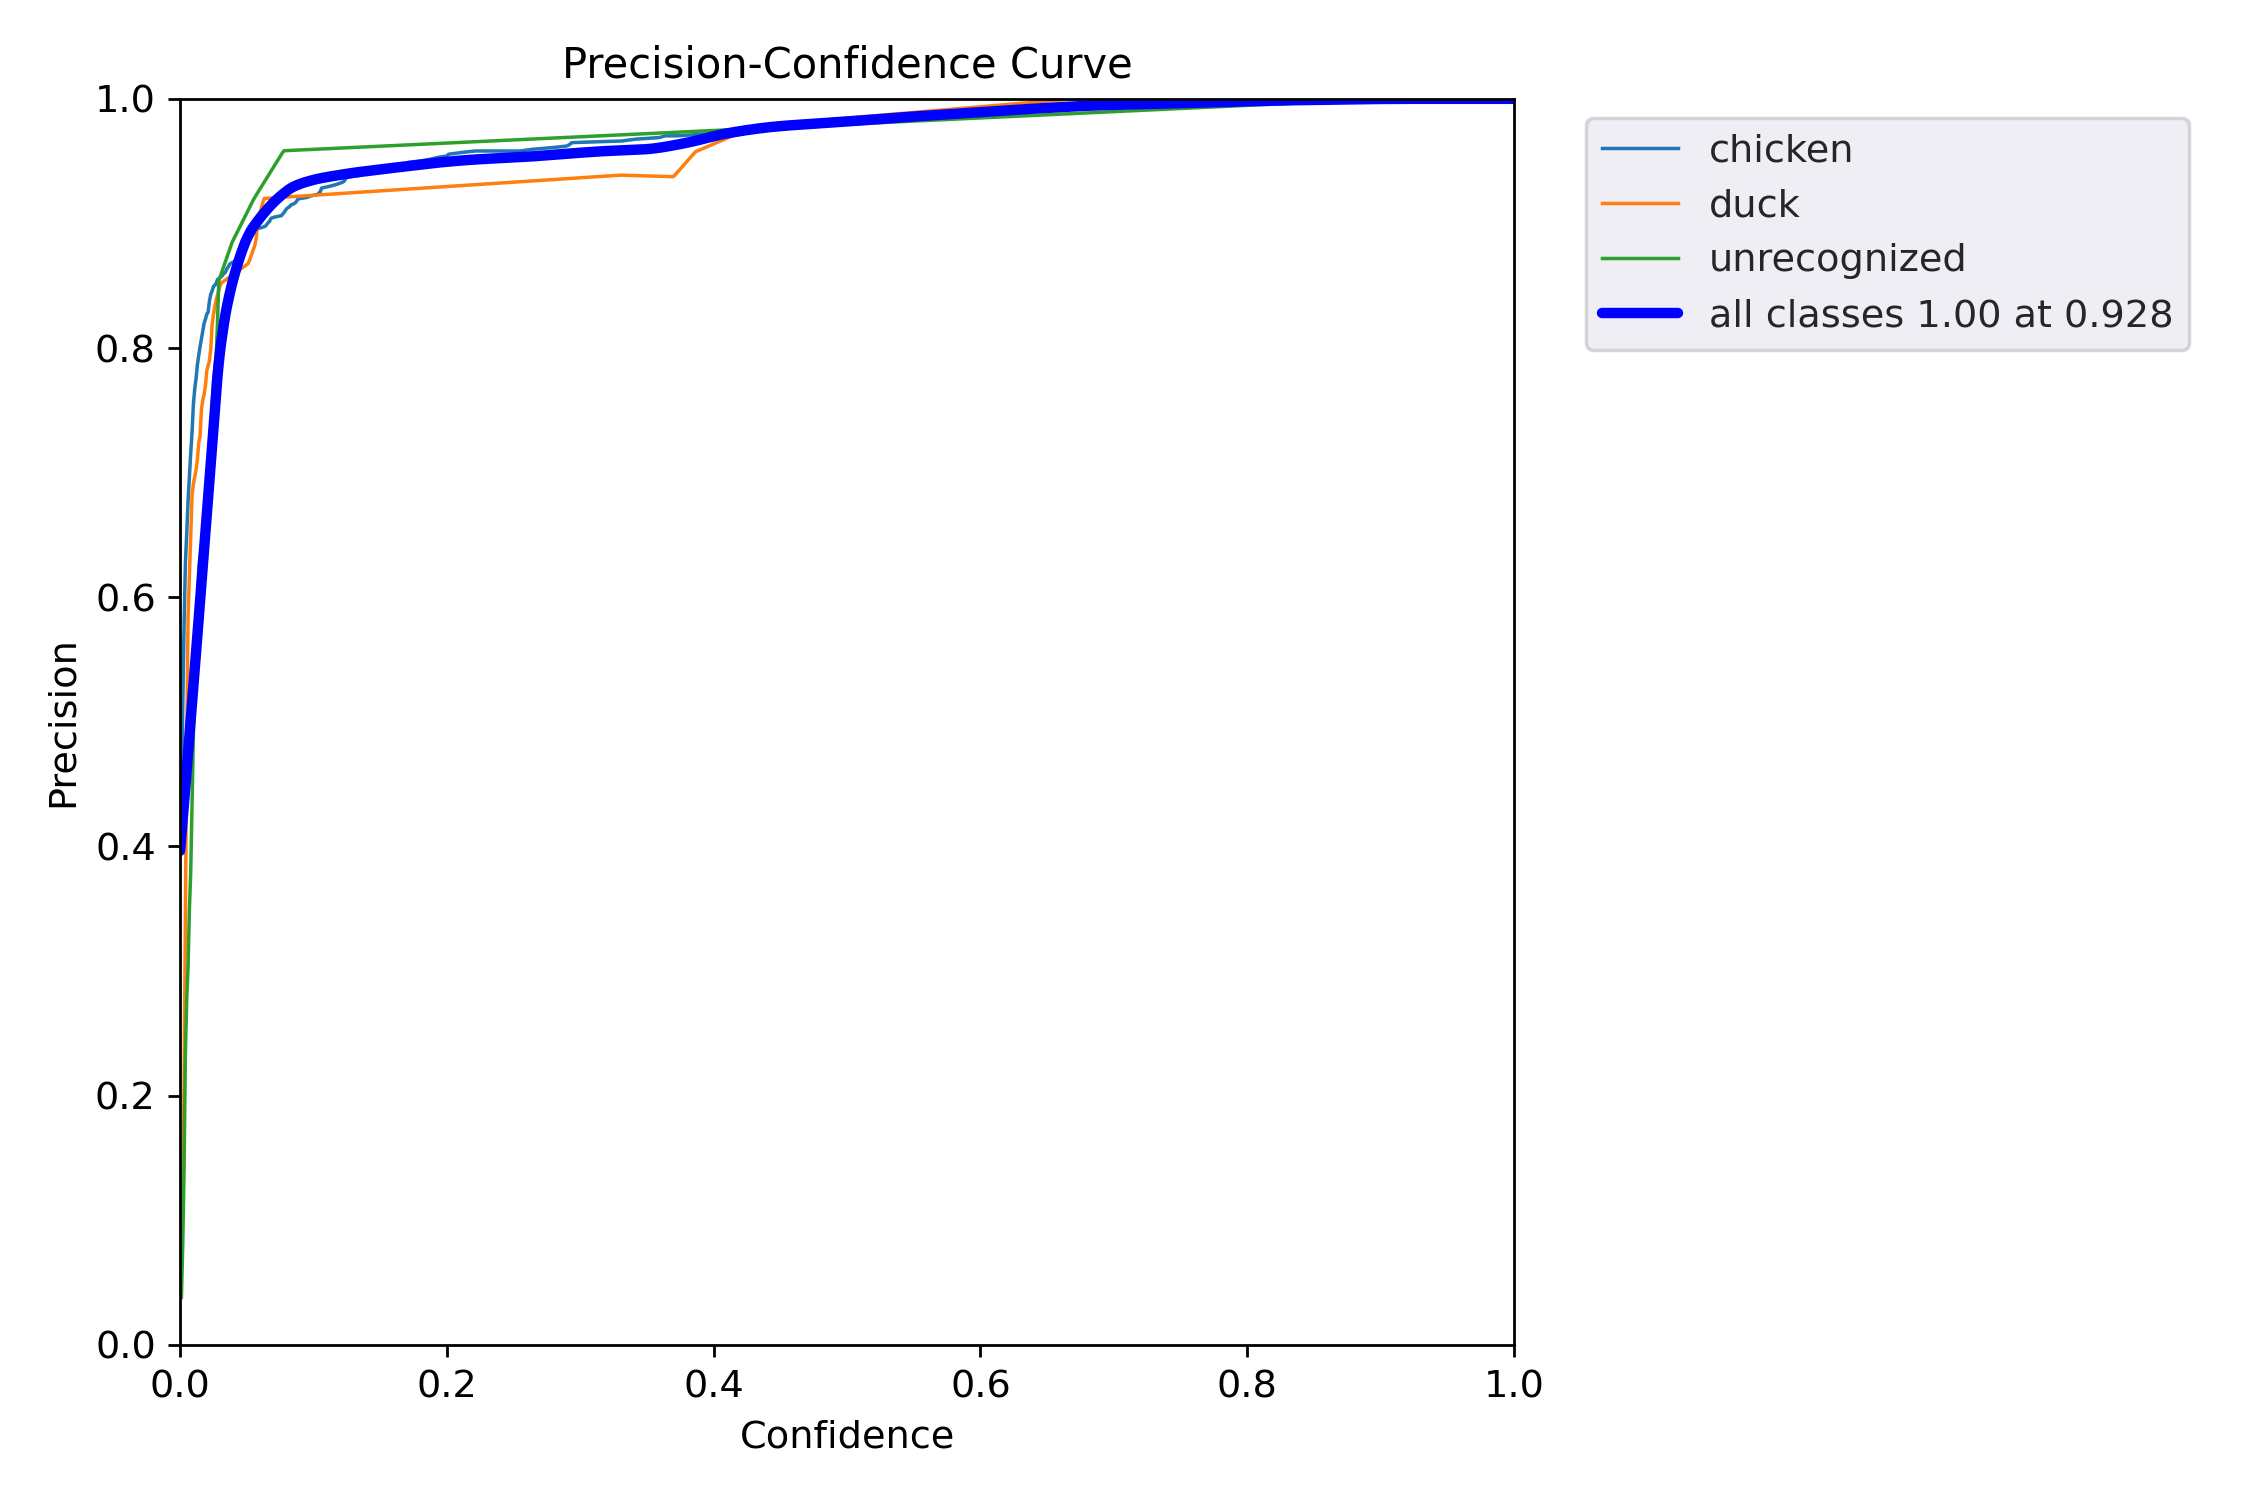 Precision-Confidence Curve
1.0
0.8
0.6
0.4
0.2
0.0
Precision
0.0 0.2 0.4 0.6 0.8 1.0
Confidence
chicken
duck
unrecognized
all classes 1.00 at 0.928